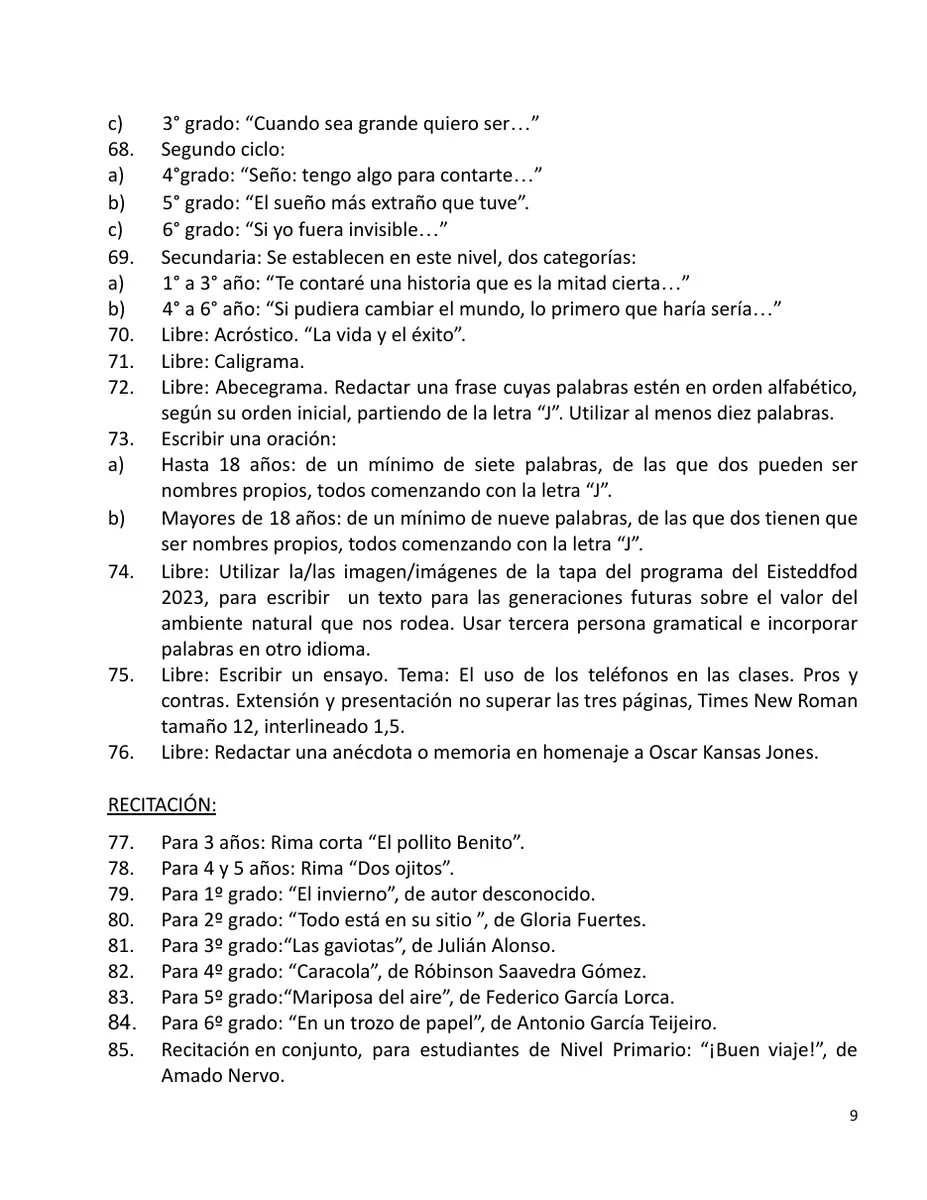 c) 3° grado: “Cuando sea grande quiero ser…”
68. Segundo ciclo:
a) 4°grado: “Seño: tengo algo para contarte…”
b) 5° grado: “El sueño más extraño que tuve”.
c) 6° grado: “Si yo fuera invisible…”
69. Secundaria: Se establecen en este nivel, dos categorías:
a) 1° a 3° año: “Te contaré una historia que es la mitad cierta…”
b) 4° a 6° año: “Si pudiera cambiar el mundo, lo primero que haría sería…”
70. Libre: Acróstico. “La vida y el éxito”.
71. Libre: Caligrama.
72. Libre: Abecegrama. Redactar una frase cuyas palabras estén en orden alfabético,
según su orden inicial, partiendo de la letra “J”. Utilizar al menos diez palabras.
73. Escribir una oración:
a) Hasta 18 años: de un mínimo de siete palabras, de las que dos pueden ser
nombres propios, todos comenzando con la letra “J”.
b) Mayores de 18 años: de un mínimo de nueve palabras, de las que dos tienen que
ser nombres propios, todos comenzando con la letra “J”.
74. Libre: Utilizar la/las imagen/imágenes de la tapa del programa del Eisteddfod
2023, para escribir un texto para las generaciones futuras sobre el valor del
ambiente natural que nos rodea. Usar tercera persona gramatical e incorporar
palabras en otro idioma.
75. Libre: Escribir un ensayo. Tema: El uso de los teléfonos en las clases. Pros y
contras. Extensión y presentación no superar las tres páginas, Times New Roman
tamaño 12, interlineado 1,5.
76. Libre: Redactar una anécdota o memoria en homenaje a Oscar Kansas Jones.
RECITACIÓN:
77. Para 3 años: Rima corta “El pollito Benito”.
78. Para 4 y 5 años: Rima “Dos ojitos”.
79. Para 1º grado: “El invierno”, de autor desconocido.
80. Para 2º grado: “Todo está en su sitio ”, de Gloria Fuertes.
81. Para 3º grado:“Las gaviotas”, de Julián Alonso.
82. Para 4º grado: “Caracola”, de Róbinson Saavedra Gómez.
83. Para 5º grado:“Mariposa del aire”, de Federico García Lorca.
84. Para 6º grado: “En un trozo de papel”, de Antonio García Teijeiro.
85. Recitación en conjunto, para estudiantes de Nivel Primario: “¡Buen viaje!”, de
Amado Nervo.
9